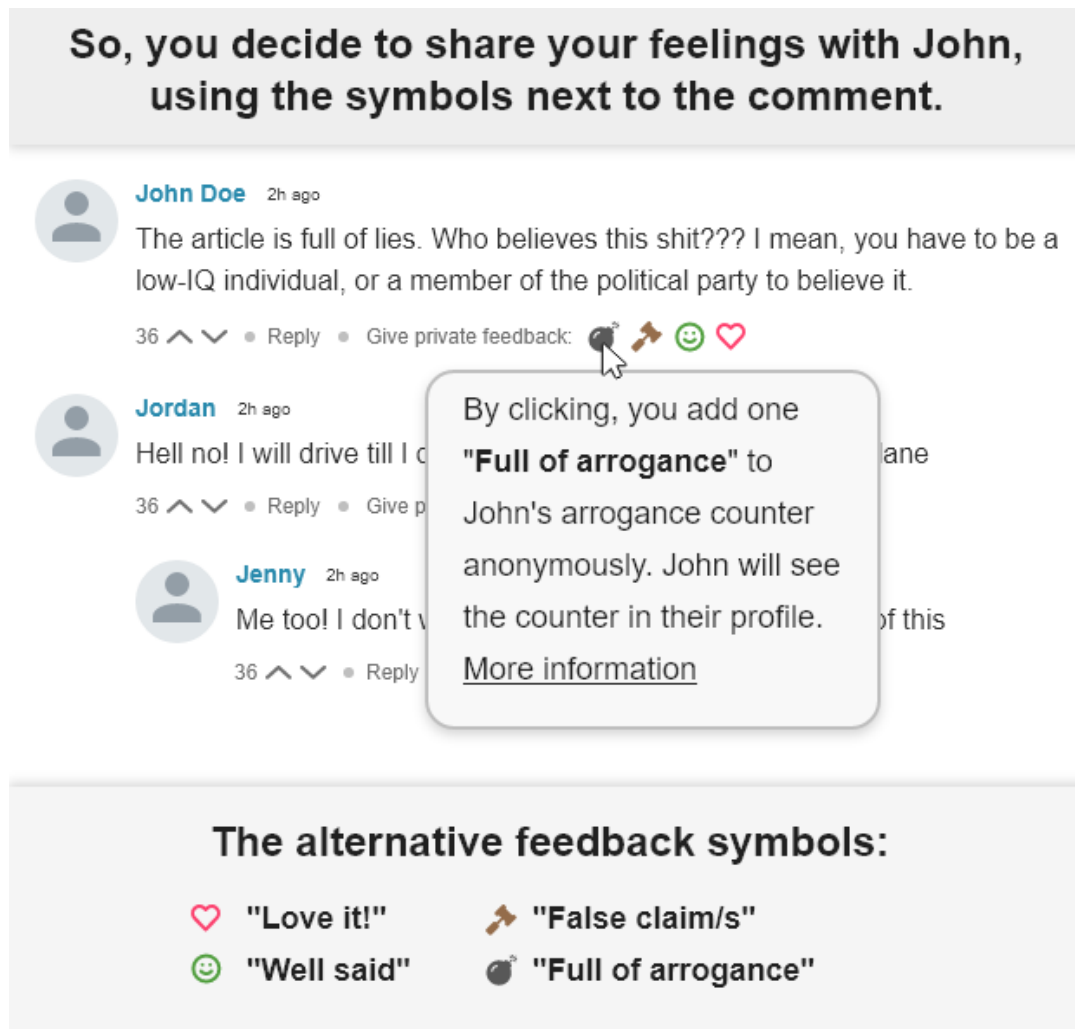 So, you decide to share your feelings with John,
using the symbols next to the comment.
John Doe 2h ago
The article is full of lies. Who believes this shit??? I mean, you have to be a
low-IQ individual, or a member of the political party to believe it.
36 Reply Give private feedback:
By clicking, you add one
"Full of arrogance" to
John's arrogance counter
anonymously. John will see
the counter in their profile.
More information
Jordan 2h ago
Hell no! I will drive till I
36 Reply Give
Jenny 2h ago
Me too! I don't of this
36 Reply
The alternative feedback symbols:
"Love it!" "False claim/s"
"Well said" "Full of arrogance"